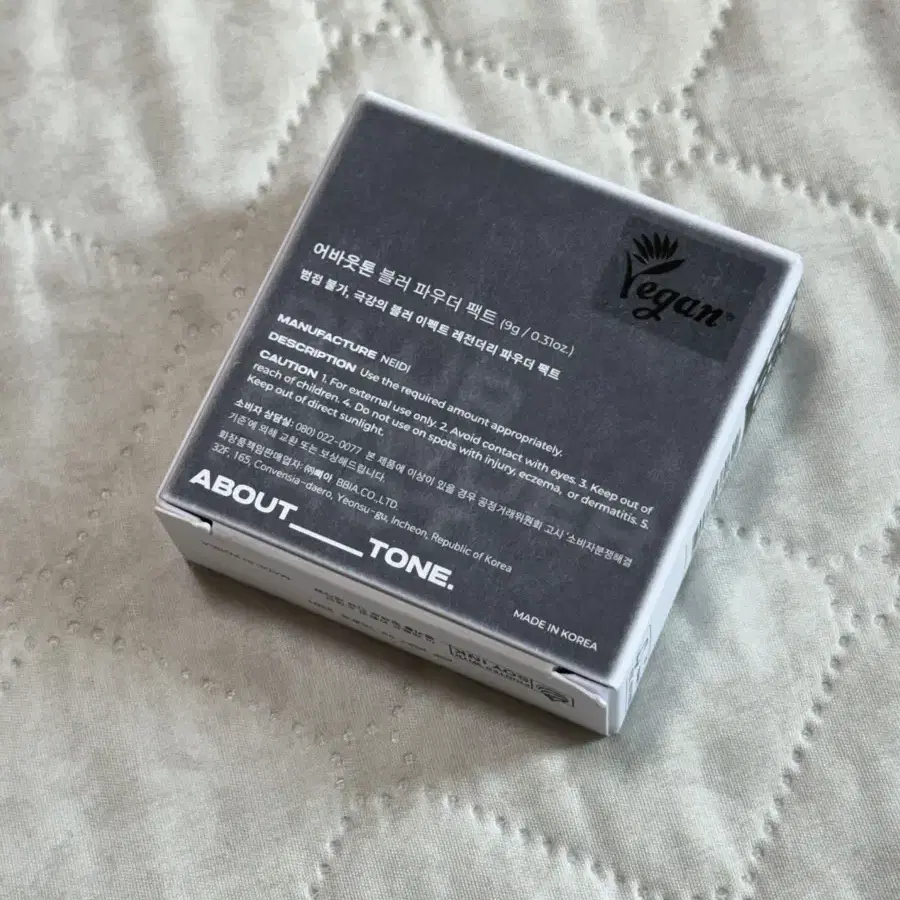 어바웃톤 블러 파우더 팩트 (9g / 0.31oz.)
범접 불가, 극강의 블러 이펙트 레전더리 파우더 팩트
Vegan
MANUFACTURE NEIDI
DESCRIPTION Use the required amount appropriately.
CAUTION 1. For external use only. 2. Avoid contact with eyes. 3. Keep out of
reach of children. 4. Do not use on spots with injury, eczema, or dermatitis. 5.
Keep out of direct sunlight.
소비자 상담실: 080) 022-0077 본 제품에 이상이 있을 경우 공정거래위원회 고시 '소비자분쟁해결
기준'에 의해 교환 또는 보상해드립니다.
화장품책임판매업자: ㈜삐아 BBIA.CO.,LTD.
32F, 165, Convensia-daero, Yeonsu-gu, Incheon, Republic of Korea
ABOUT____TONE.
MADE IN KOREA
SOY INK